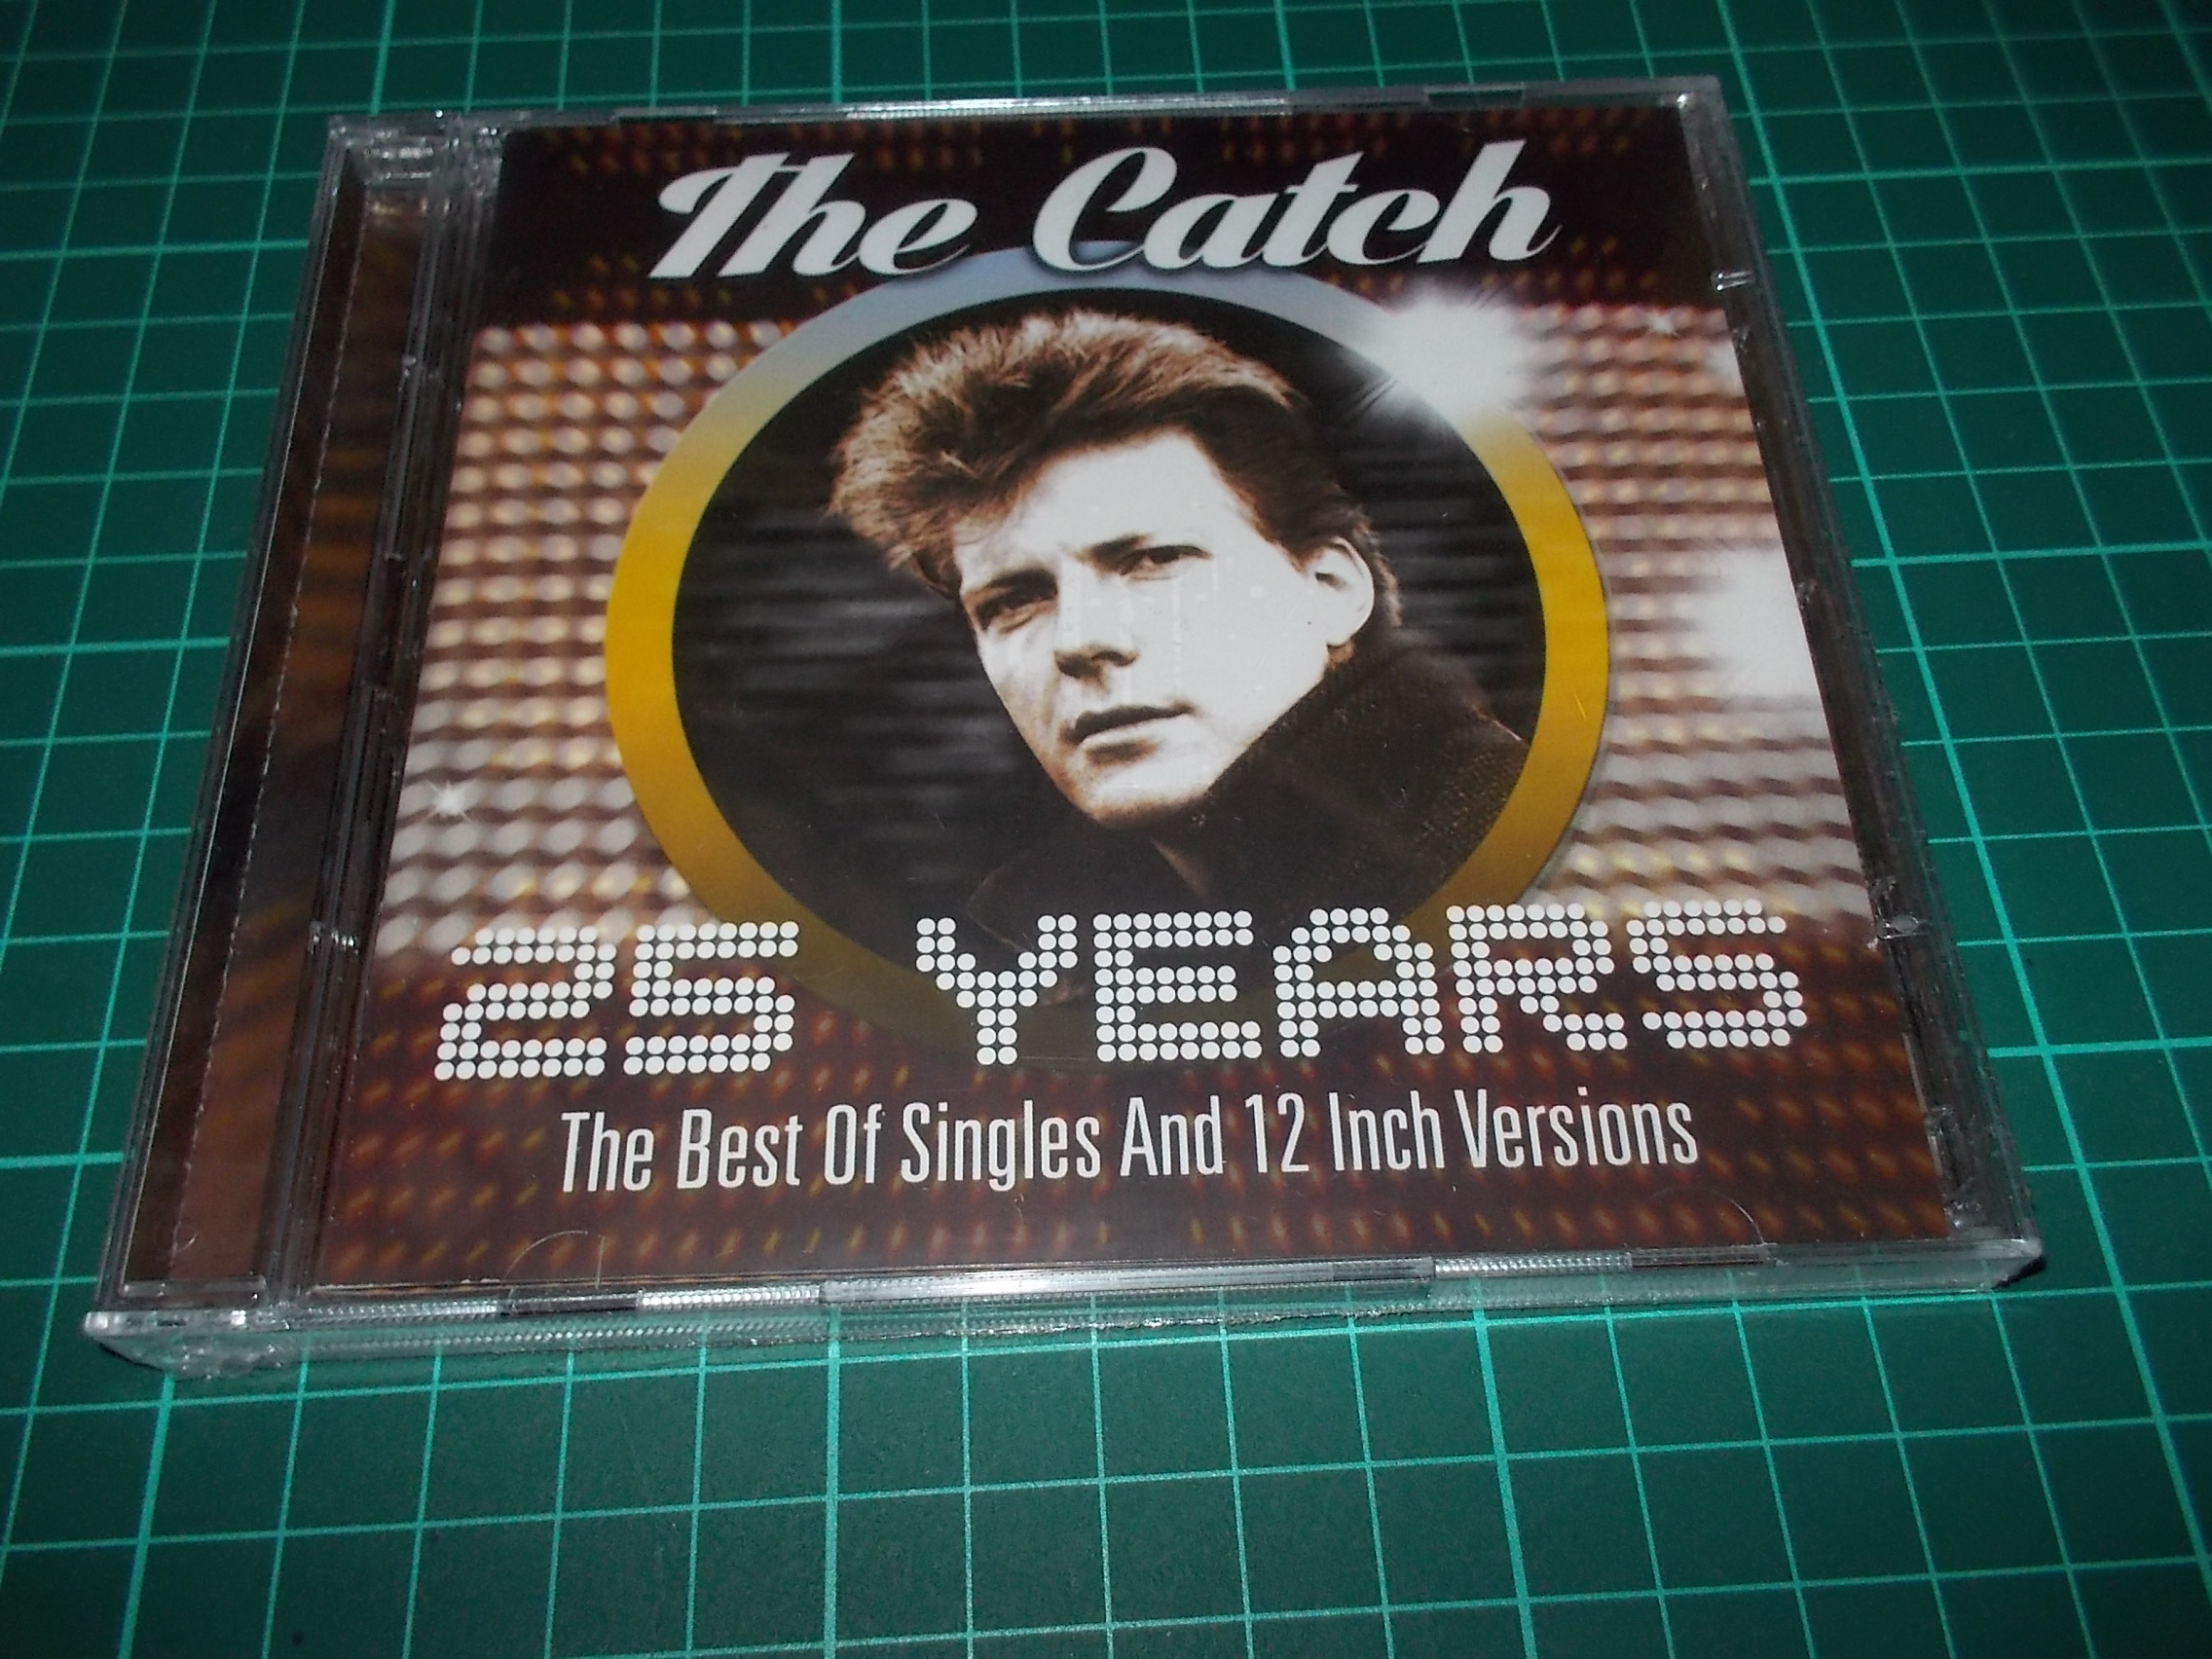 The Catch
25 YEARS
The Best Of Singles And 12 Inch Versions